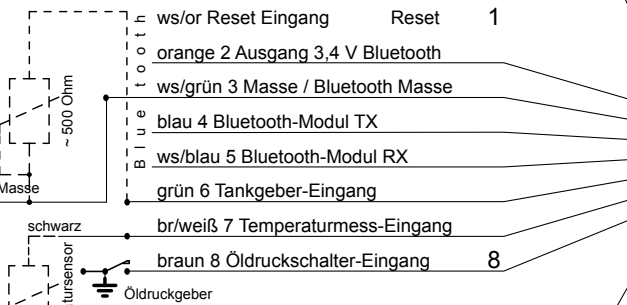 ws/or Reset Eingang Reset 1
orange 2 Ausgang 3,4 V Bluetooth
ws/grün 3 Masse / Bluetooth Masse
blau 4 Bluetooth-Modul TX
ws/blau 5 Bluetooth-Modul RX
grün 6 Tankgeber-Eingang
br/weiß 7 Temperaturmess-Eingang
braun 8 Öldruckschalter-Eingang 8
Blue tooth
~ 500 Ohm
Masse
schwarz
Öldruckgeber